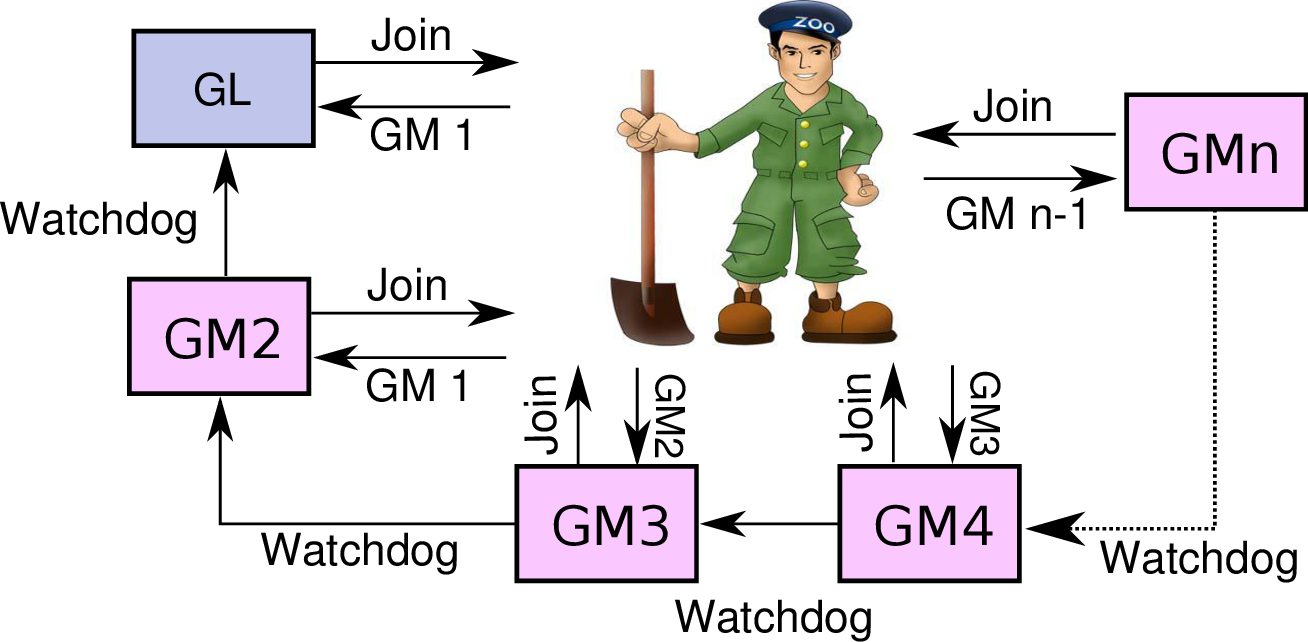 ZOO
Join
GL
GM 1
Join
GMn
GM n-1
Watchdog
Join
GM2
GM 1
Join
GM2
Join
GM3
GM3
GM4
Watchdog
Watchdog
Watchdog